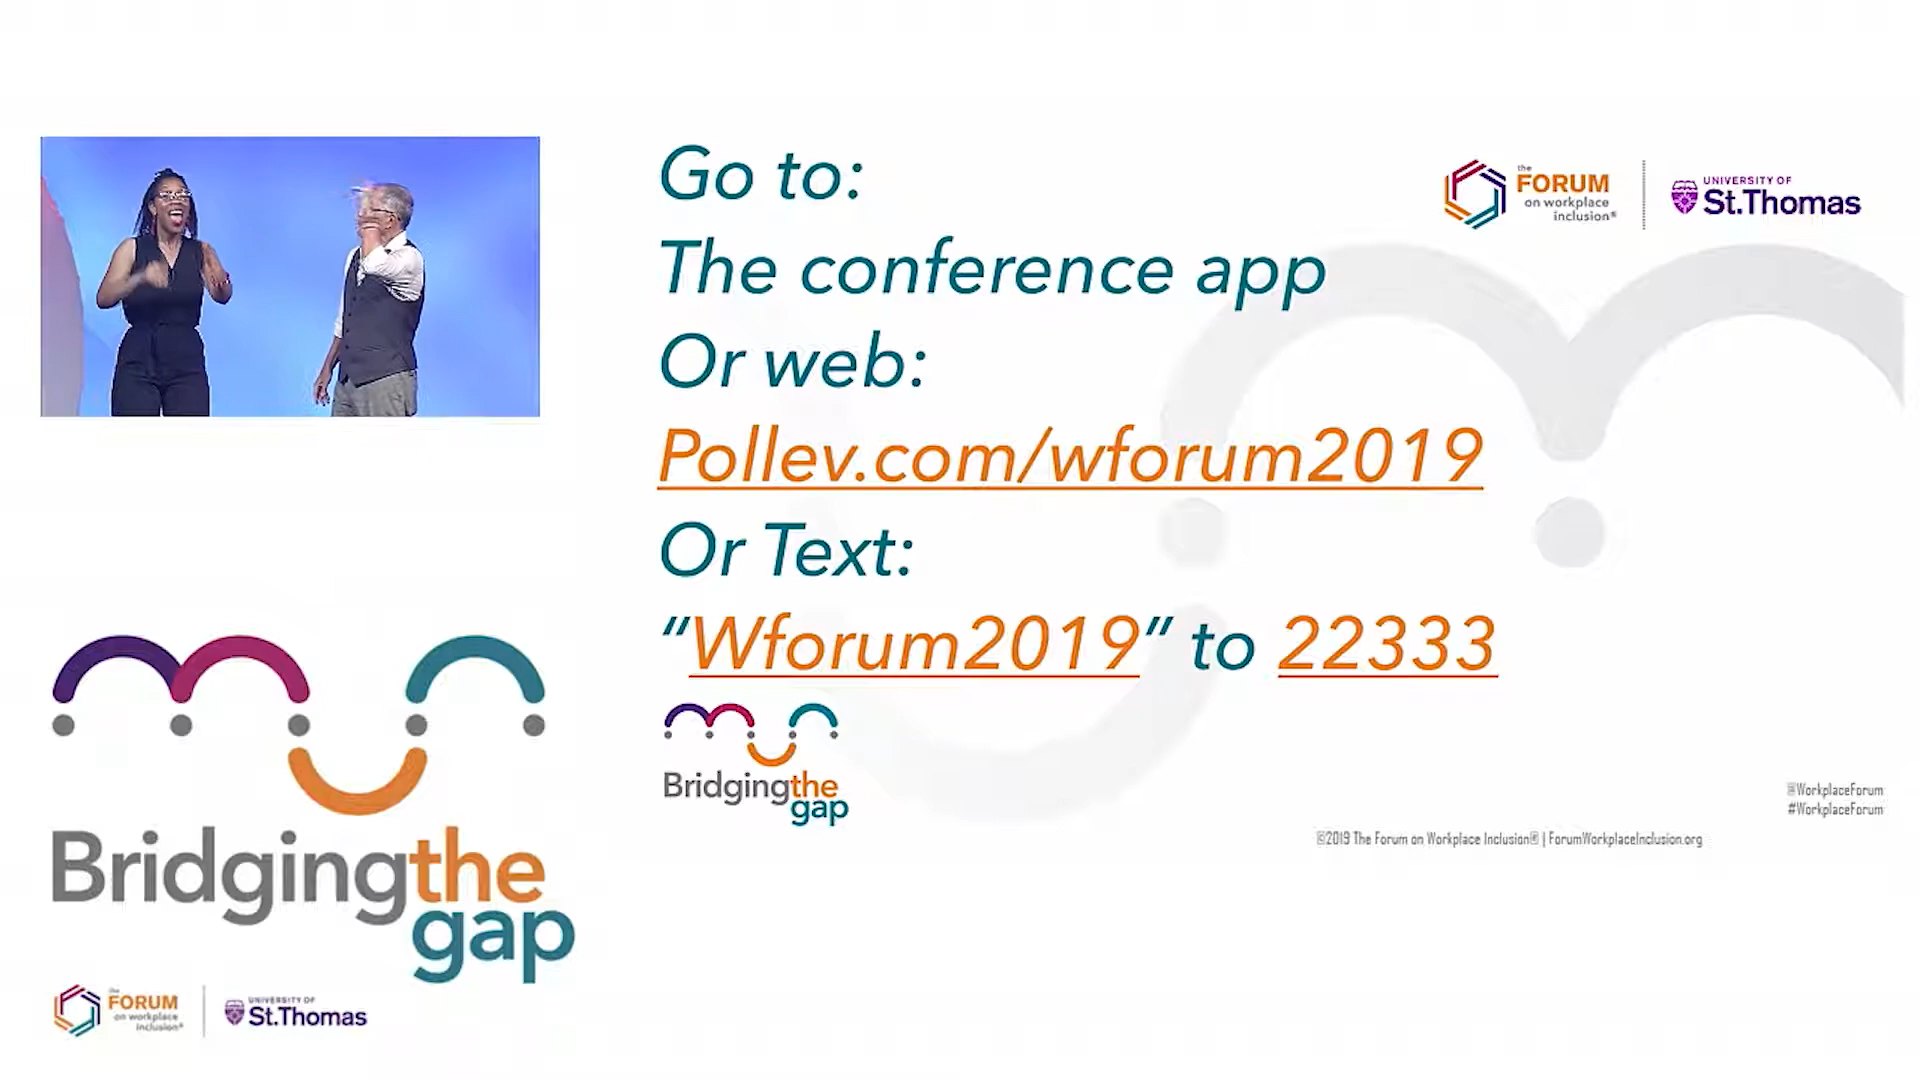 Go to:
The conference app
Or web:
Pollev.com/wforum2019
Or Text:
“Wforum2019” to 22333
the
FORUM
on workplace
inclusion®
UNIVERSITY OF
St.Thomas
Bridgingthe
gap
@WorkplaceForum
#WorkplaceForum
©2019 The Forum on Workplace Inclusion® | ForumWorkplaceInclusion.org
Bridgingthe
gap
the
FORUM
on workplace
inclusion®
UNIVERSITY OF
St.Thomas